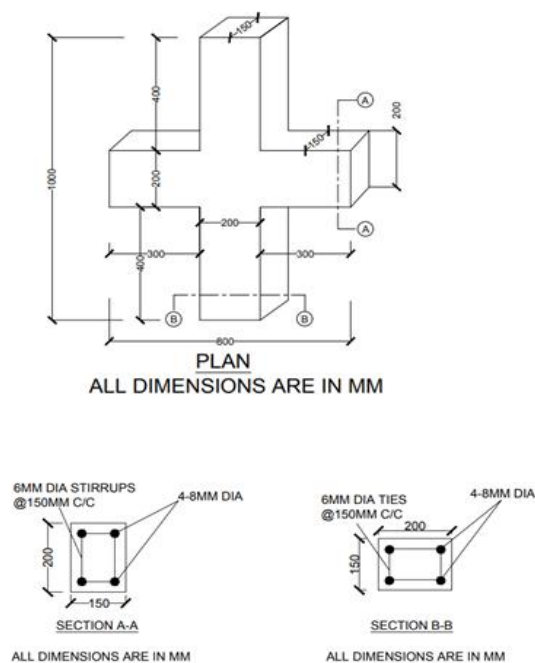 150
400
1000
200
400
150
A
200
A
200
300
300
B
B
800
PLAN
ALL DIMENSIONS ARE IN MM
6MM DIA STIRRUPS
@150MM C/C
4-8MM DIA
200
150
SECTION A-A
ALL DIMENSIONS ARE IN MM
6MM DIA TIES
@150MM C/C
4-8MM DIA
200
150
SECTION B-B
ALL DIMENSIONS ARE IN MM